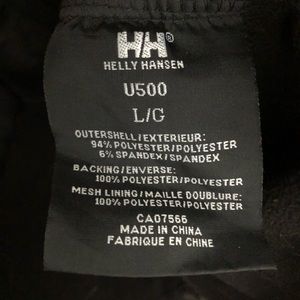 HH
HELLY HANSEN
U500
L/G
OUTERSHELL/EXTERIEUR:
94% POLYESTER/POLYESTER
6% SPANDEX/SPANDEX
BACKING/ENVERSE:
100% POLYESTER/POLYESTER
MESH LINING/MAILLE DOUBLURE:
100% POLYESTER/POLYESTER
CA07566
MADE IN CHINA
FABRIQUE EN CHINE